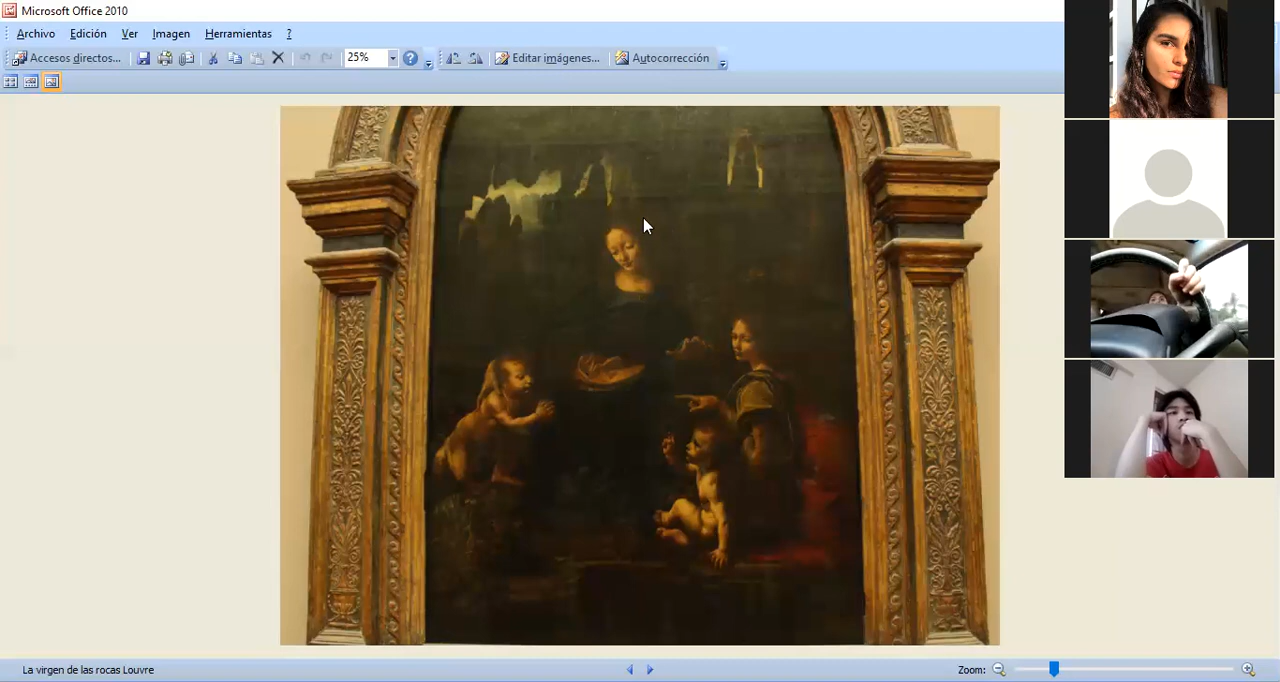 Microsoft Office 2010
Archivo Edición Ver Imagen Herramientas ?
Accesos directos... 25% Editar imágenes... Autocorrección
La virgen de las rocas Louvre Zoom: